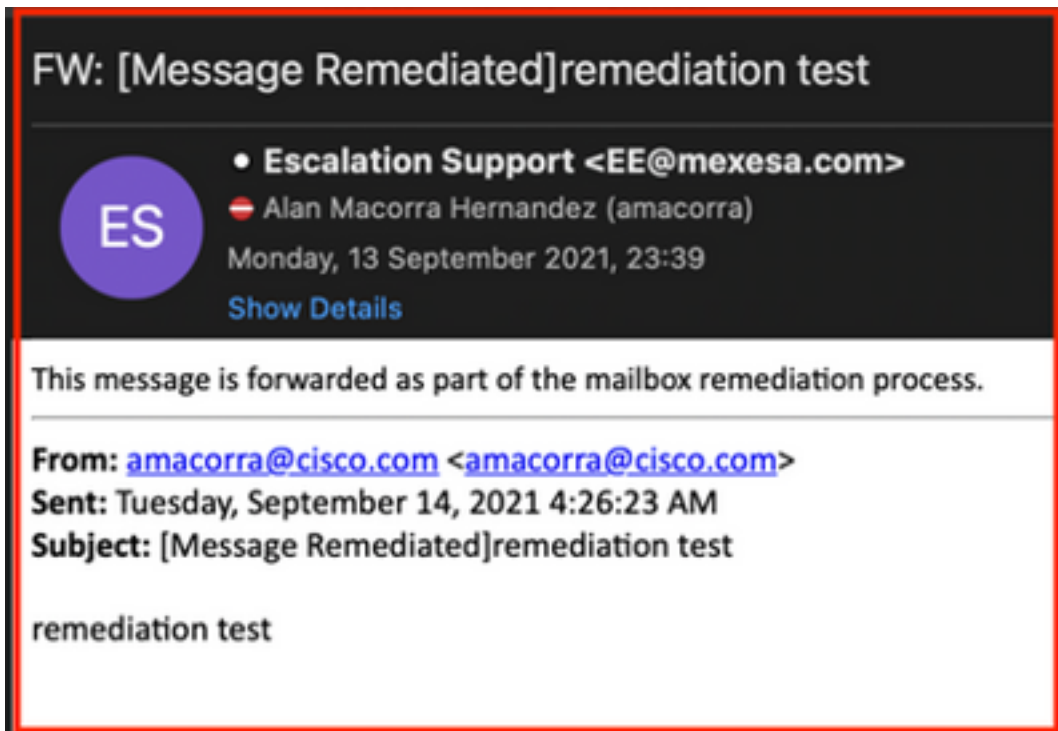 FW: [Message Remediated]remediation test
ES
• Escalation Support <EE@mexesa.com>
Alan Macorra Hernandez (amacorra)
Monday, 13 September 2021, 23:39
Show Details
This message is forwarded as part of the mailbox remediation process.
From: amacorra@cisco.com <amacorra@cisco.com>
Sent: Tuesday, September 14, 2021 4:26:23 AM
Subject: [Message Remediated]remediation test
remediation test